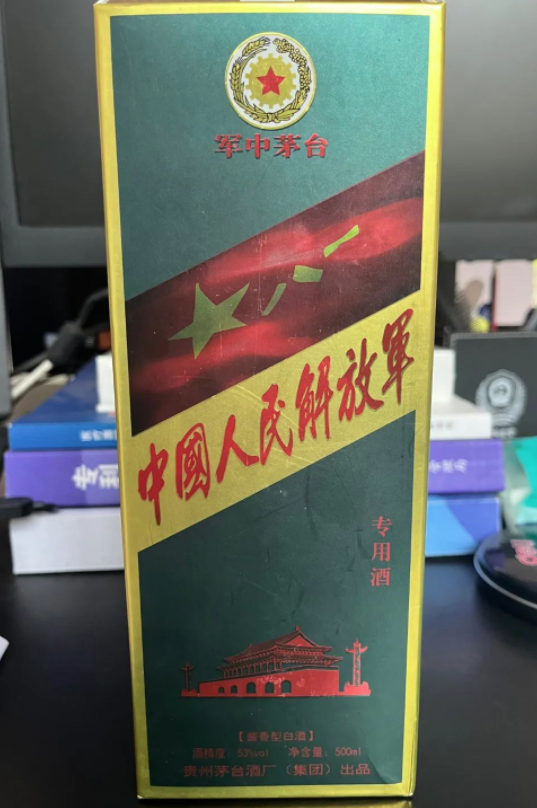 军中茅台
中國人民解放軍
专用酒
【酱香型白酒】
酒精度：53%vol 净含量：500ml
贵州茅台酒厂（集团）出品
专利